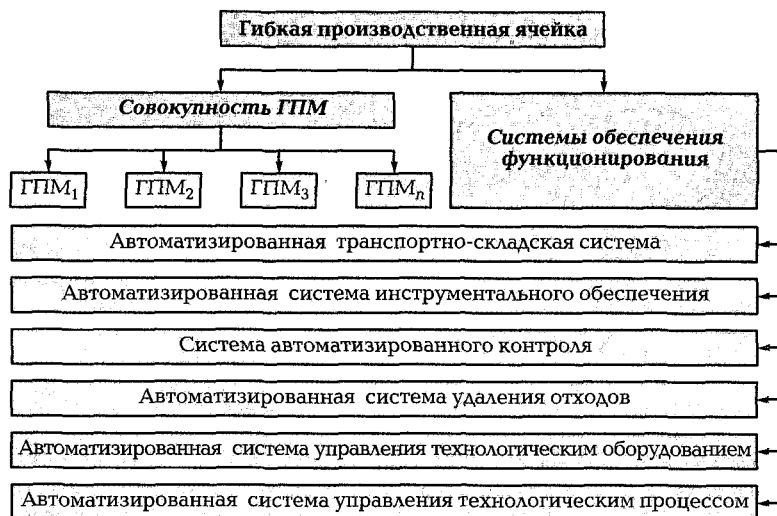 Гибкая производственная ячейка
Совокупность ГПМ
Системы обеспечения
функционирования
ГПМ₁
ГПМ₂
ГПМ₃
ГПМₙ
Автоматизированная транспортно-складская система
Автоматизированная система инструментального обеспечения
Система автоматизированного контроля
Автоматизированная система удаления отходов
Автоматизированная система управления технологическим оборудованием
Автоматизированная система управления технологическим процессом